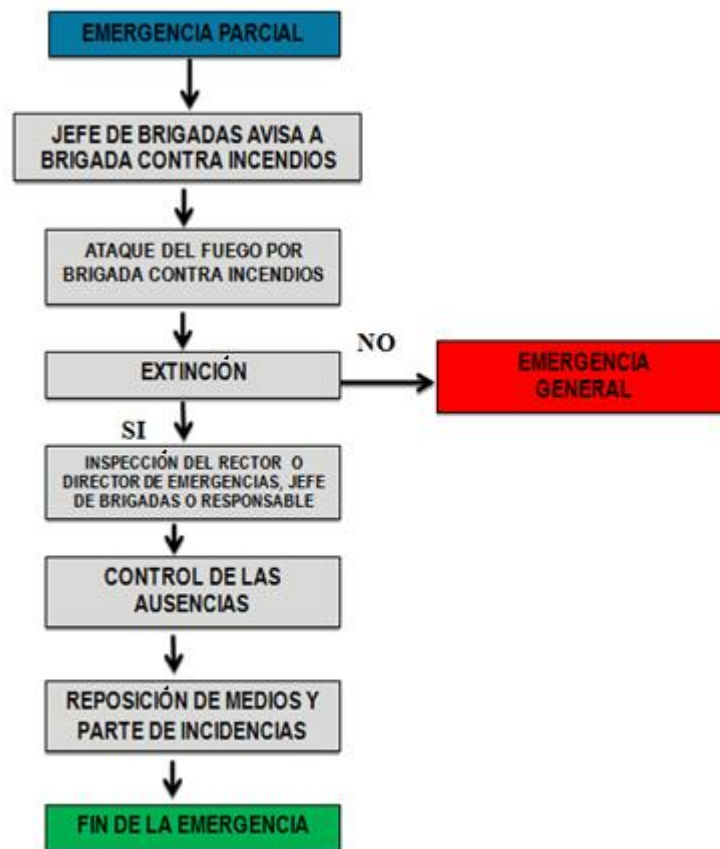 EMERGENCIA PARCIAL
JEFE DE BRIGADAS AVISA A
BRIGADA CONTRA INCENDIOS
ATAQUE DEL FUEGO POR
BRIGADA CONTRA INCENDIOS
EXTINCIÓN
NO
EMERGENCIA
GENERAL
SI
INSPECCIÓN DEL RECTOR O
DIRECTOR DE EMERGENCIAS, JEFE
DE BRIGADAS O RESPONSABLE
CONTROL DE LAS
AUSENCIAS
REPOSICIÓN DE MEDIOS Y
PARTE DE INCIDENCIAS
FIN DE LA EMERGENCIA